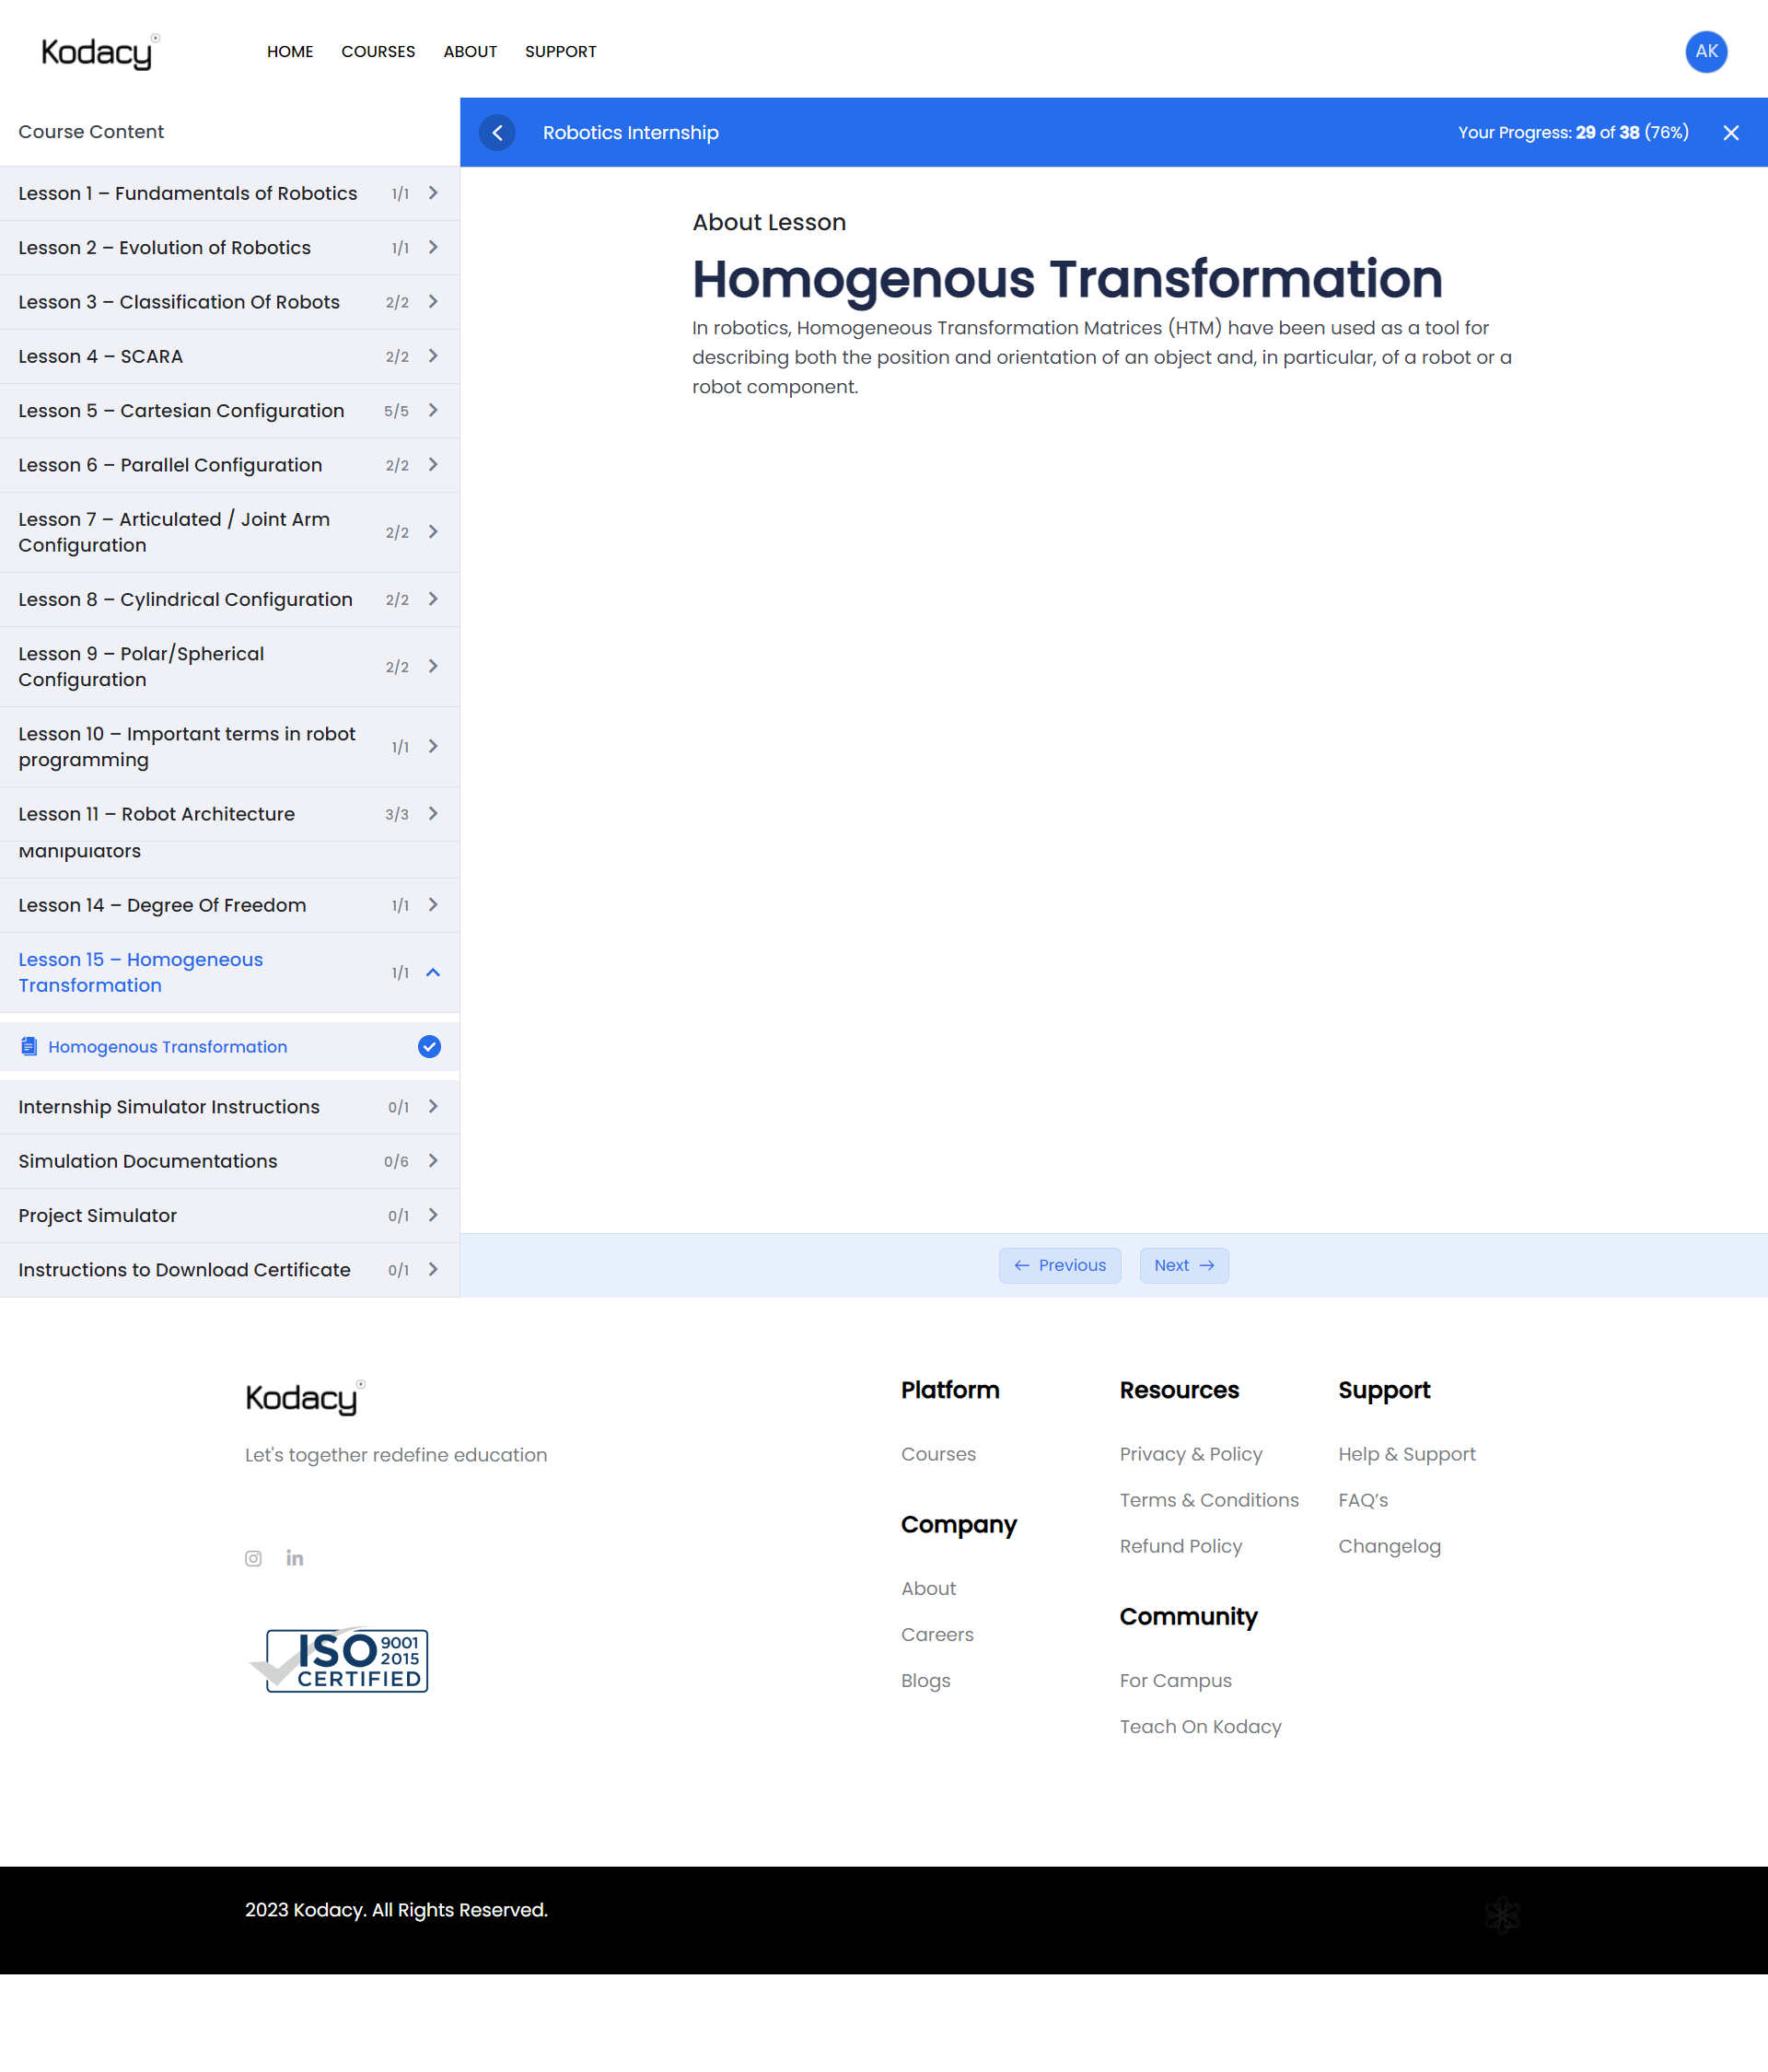 Kodacy
HOME COURSES ABOUT SUPPORT
AK
Course Content
Robotics Internship
Your Progress: 29 of 38 (76%)
Lesson 1 – Fundamentals of Robotics 1/1
Lesson 2 – Evolution of Robotics 1/1
Lesson 3 – Classification Of Robots 2/2
Lesson 4 – SCARA 2/2
Lesson 5 – Cartesian Configuration 5/5
Lesson 6 – Parallel Configuration 2/2
Lesson 7 – Articulated / Joint Arm
Configuration 2/2
Lesson 8 – Cylindrical Configuration 2/2
Lesson 9 – Polar/Spherical
Configuration 2/2
Lesson 10 – Important terms in robot
programming 1/1
Lesson 11 – Robot Architecture 3/3
Manipulators
Lesson 14 – Degree Of Freedom 1/1
Lesson 15 – Homogeneous
Transformation 1/1
Homogenous Transformation
Internship Simulator Instructions 0/1
Simulation Documentations 0/6
Project Simulator 0/1
Instructions to Download Certificate 0/1
About Lesson
Homogenous Transformation
In robotics, Homogeneous Transformation Matrices (HTM) have been used as a tool for
describing both the position and orientation of an object and, in particular, of a robot or a
robot component.
Previous Next
Kodacy
Let's together redefine education
ISO 9001
2015
CERTIFIED
Platform
Courses
Company
About
Careers
Blogs
Resources
Privacy & Policy
Terms & Conditions
Refund Policy
Community
For Campus
Teach On Kodacy
Support
Help & Support
FAQ’s
Changelog
2023 Kodacy. All Rights Reserved.